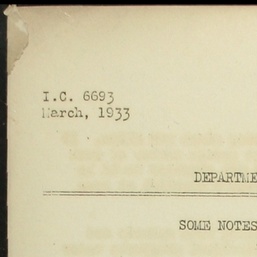 I.C. 6693
March, 1933
DEPARTME
SOME NOTES